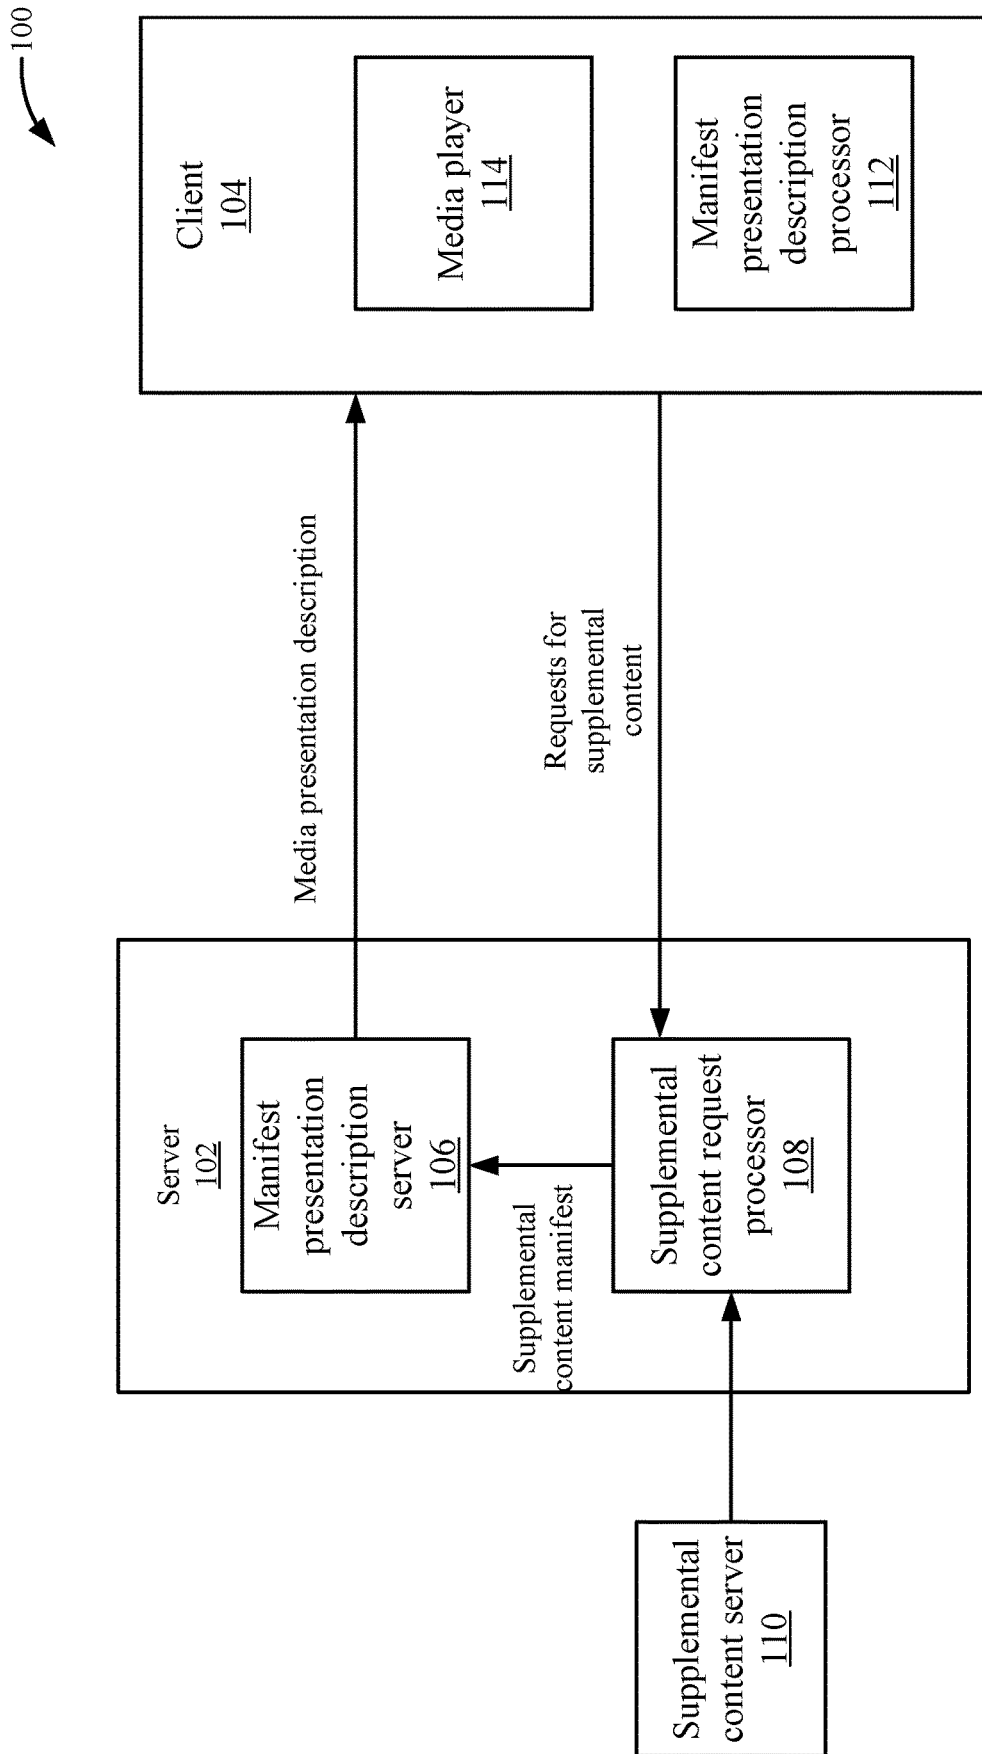 100
Server
102
Manifest
presentation
description
server
106
Supplemental
content manifest
Supplemental
content request
processor
108
Supplemental
content server
110
Media presentation description
Requests for
supplemental
content
Client
104
Media player
114
Manifest
presentation
description
processor
112